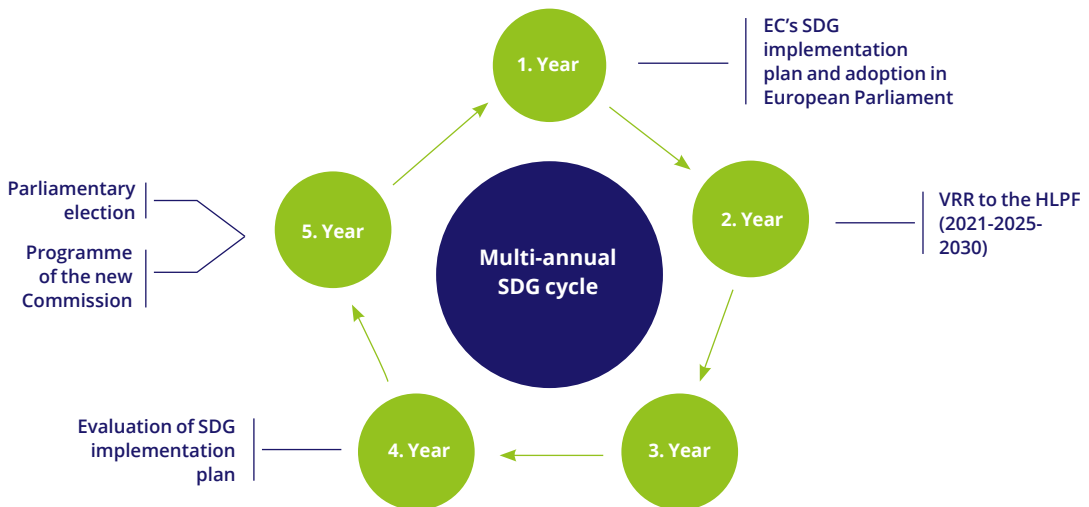 1. Year
EC's SDG
implementation
plan and adoption in
European Parliament
2. Year
VRR to the HLPF
(2021-2025-
2030)
3. Year
4. Year
Evaluation of SDG
implementation
plan
5. Year
Parliamentary
election
Programme
of the new
Commission
Multi-annual
SDG cycle